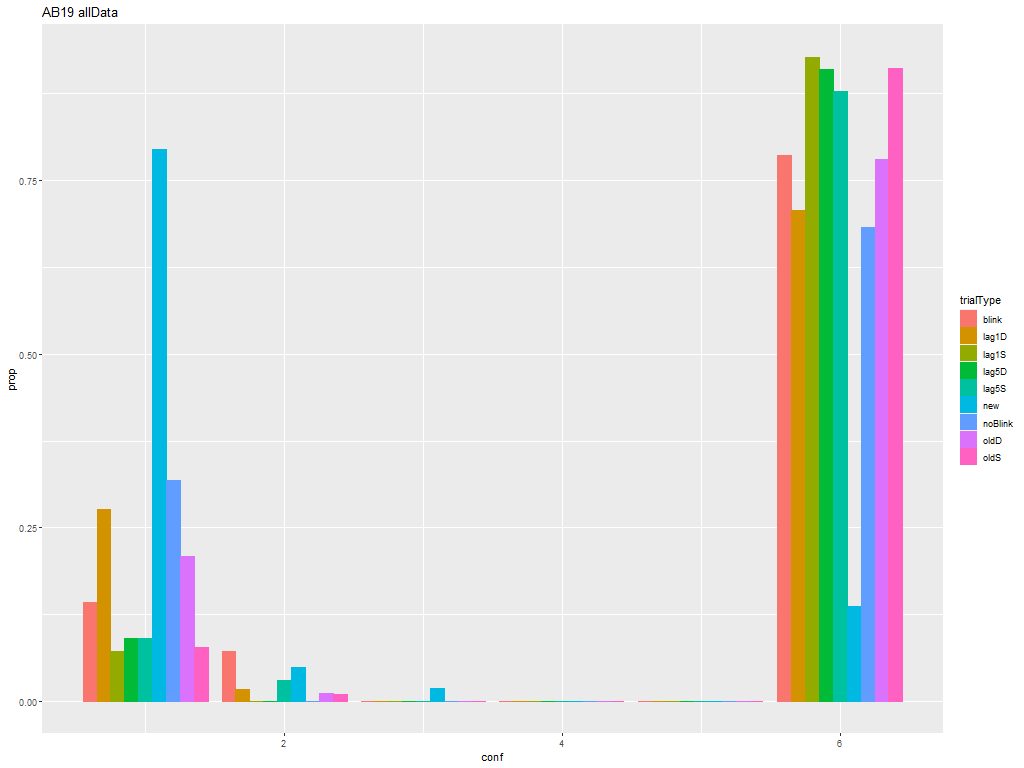 AB19 allData
prop
0.75
0.50
0.25
0.00
2
4
6
conf
trialType
blink
lag1D
lag1S
lag5D
lag5S
new
noBlink
oldD
oldS